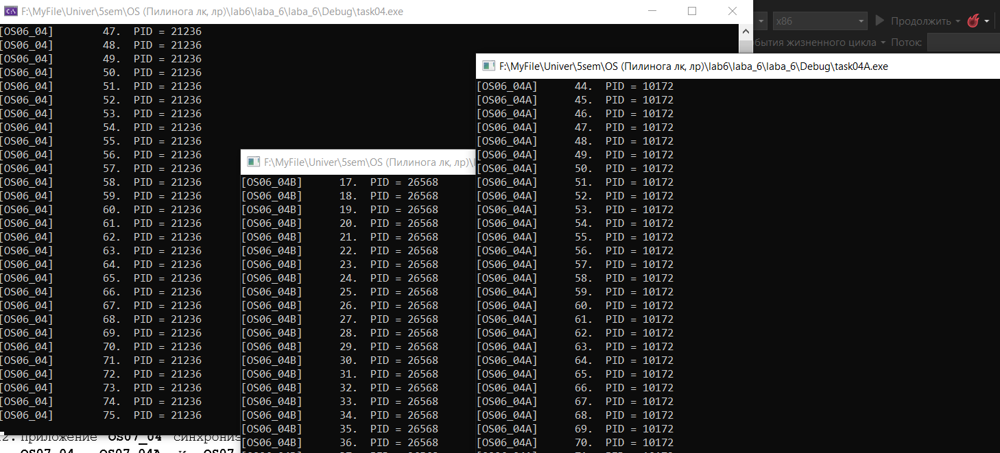 F:\MyFile\Univer\5sem\OS (Пилинога лк, лр)\lab6\laba_6\laba_6\Debug\task04.exe
[OS06_04] 47. PID = 21236
[OS06_04] 48. PID = 21236
[OS06_04] 49. PID = 21236
[OS06_04] 50. PID = 21236
[OS06_04] 51. PID = 21236
[OS06_04] 52. PID = 21236
[OS06_04] 53. PID = 21236
[OS06_04] 54. PID = 21236
[OS06_04] 55. PID = 21236
[OS06_04] 56. PID = 21236
[OS06_04] 57. PID = 21236
[OS06_04] 58. PID = 21236
[OS06_04] 59. PID = 21236
[OS06_04] 60. PID = 21236
[OS06_04] 61. PID = 21236
[OS06_04] 62. PID = 21236
[OS06_04] 63. PID = 21236
[OS06_04] 64. PID = 21236
[OS06_04] 65. PID = 21236
[OS06_04] 66. PID = 21236
[OS06_04] 67. PID = 21236
[OS06_04] 68. PID = 21236
[OS06_04] 69. PID = 21236
[OS06_04] 70. PID = 21236
[OS06_04] 71. PID = 21236
[OS06_04] 72. PID = 21236
[OS06_04] 73. PID = 21236
[OS06_04] 74. PID = 21236
[OS06_04] 75. PID = 21236
x86 Продолжить
бытия жизненного цикла Поток:
F:\MyFile\Univer\5sem\OS (Пилинога лк, лр)\
[OS06_04B] 17. PID = 26568
[OS06_04B] 18. PID = 26568
[OS06_04B] 19. PID = 26568
[OS06_04B] 20. PID = 26568
[OS06_04B] 21. PID = 26568
[OS06_04B] 22. PID = 26568
[OS06_04B] 23. PID = 26568
[OS06_04B] 24. PID = 26568
[OS06_04B] 25. PID = 26568
[OS06_04B] 26. PID = 26568
[OS06_04B] 27. PID = 26568
[OS06_04B] 28. PID = 26568
[OS06_04B] 29. PID = 26568
[OS06_04B] 30. PID = 26568
[OS06_04B] 31. PID = 26568
[OS06_04B] 32. PID = 26568
[OS06_04B] 33. PID = 26568
[OS06_04B] 34. PID = 26568
[OS06_04B] 35. PID = 26568
[OS06_04B] 36. PID = 26568
F:\MyFile\Univer\5sem\OS (Пилинога лк, лр)\lab6\laba_6\laba_6\Debug\task04A.exe
[OS06_04A] 44. PID = 10172
[OS06_04A] 45. PID = 10172
[OS06_04A] 46. PID = 10172
[OS06_04A] 47. PID = 10172
[OS06_04A] 48. PID = 10172
[OS06_04A] 49. PID = 10172
[OS06_04A] 50. PID = 10172
[OS06_04A] 51. PID = 10172
[OS06_04A] 52. PID = 10172
[OS06_04A] 53. PID = 10172
[OS06_04A] 54. PID = 10172
[OS06_04A] 55. PID = 10172
[OS06_04A] 56. PID = 10172
[OS06_04A] 57. PID = 10172
[OS06_04A] 58. PID = 10172
[OS06_04A] 59. PID = 10172
[OS06_04A] 60. PID = 10172
[OS06_04A] 61. PID = 10172
[OS06_04A] 62. PID = 10172
[OS06_04A] 63. PID = 10172
[OS06_04A] 64. PID = 10172
[OS06_04A] 65. PID = 10172
[OS06_04A] 66. PID = 10172
[OS06_04A] 67. PID = 10172
[OS06_04A] 68. PID = 10172
[OS06_04A] 69. PID = 10172
[OS06_04A] 70. PID = 10172
2. приложение OS07_04 синхрониз